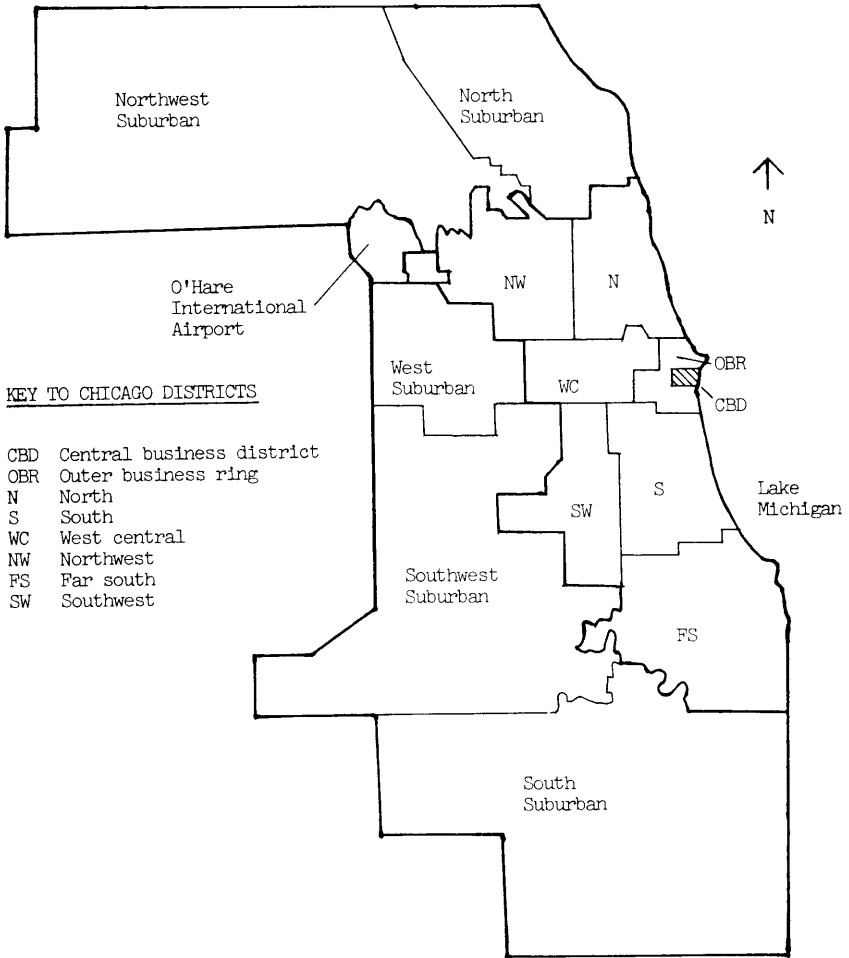 Northwest
Suburban
North
Suburban
N
O'Hare
International
Airport
NW
N
West
Suburban
WC
OBR
CBD
KEY TO CHICAGO DISTRICTS
CBD Central business district
OBR Outer business ring
N North
S South
WC West central
NW Northwest
FS Far south
SW Southwest
S
SW
Lake
Michigan
Southwest
Suburban
FS
South
Suburban